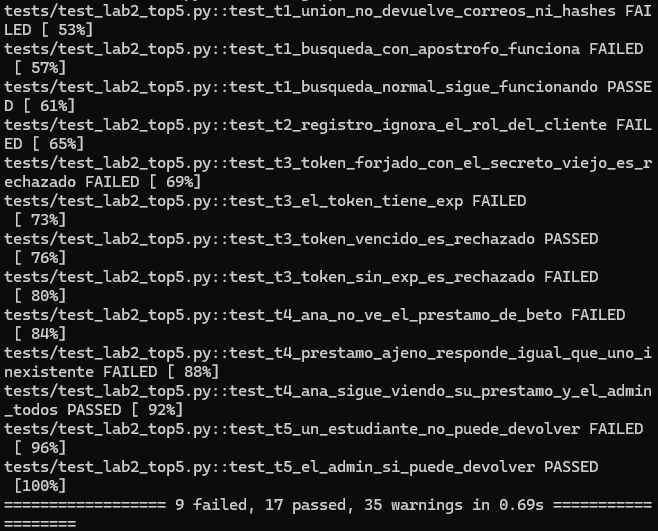 tests/test_lab2_top5.py::test_t1_union_no_devuelve_correos_ni_hashes FAI
LED [ 53%]
tests/test_lab2_top5.py::test_t1_busqueda_con_apostrofo_funciona FAILED
 [ 57%]
tests/test_lab2_top5.py::test_t1_busqueda_normal_sigue_funcionando PASSE
D [ 61%]
tests/test_lab2_top5.py::test_t2_registro_ignora_el_rol_del_cliente FAIL
ED [ 65%]
tests/test_lab2_top5.py::test_t3_token_forjado_con_el_secreto_viejo_es_r
echazado FAILED [ 69%]
tests/test_lab2_top5.py::test_t3_el_token_tiene_exp FAILED
 [ 73%]
tests/test_lab2_top5.py::test_t3_token_vencido_es_rechazado PASSED
 [ 76%]
tests/test_lab2_top5.py::test_t3_token_sin_exp_es_rechazado FAILED
 [ 80%]
tests/test_lab2_top5.py::test_t4_ana_no_ve_el_prestamo_de_beto FAILED
 [ 84%]
tests/test_lab2_top5.py::test_t4_prestamo_ajeno_responde_igual_que_uno_i
nexistente FAILED [ 88%]
tests/test_lab2_top5.py::test_t4_ana_sigue_viendo_su_prestamo_y_el_admin
_todos PASSED [ 92%]
tests/test_lab2_top5.py::test_t5_un_estudiante_no_puede_devolver FAILED
 [ 96%]
tests/test_lab2_top5.py::test_t5_el_admin_si_puede_devolver PASSED
 [100%]
================== 9 failed, 17 passed, 35 warnings in 0.69s ===========
========